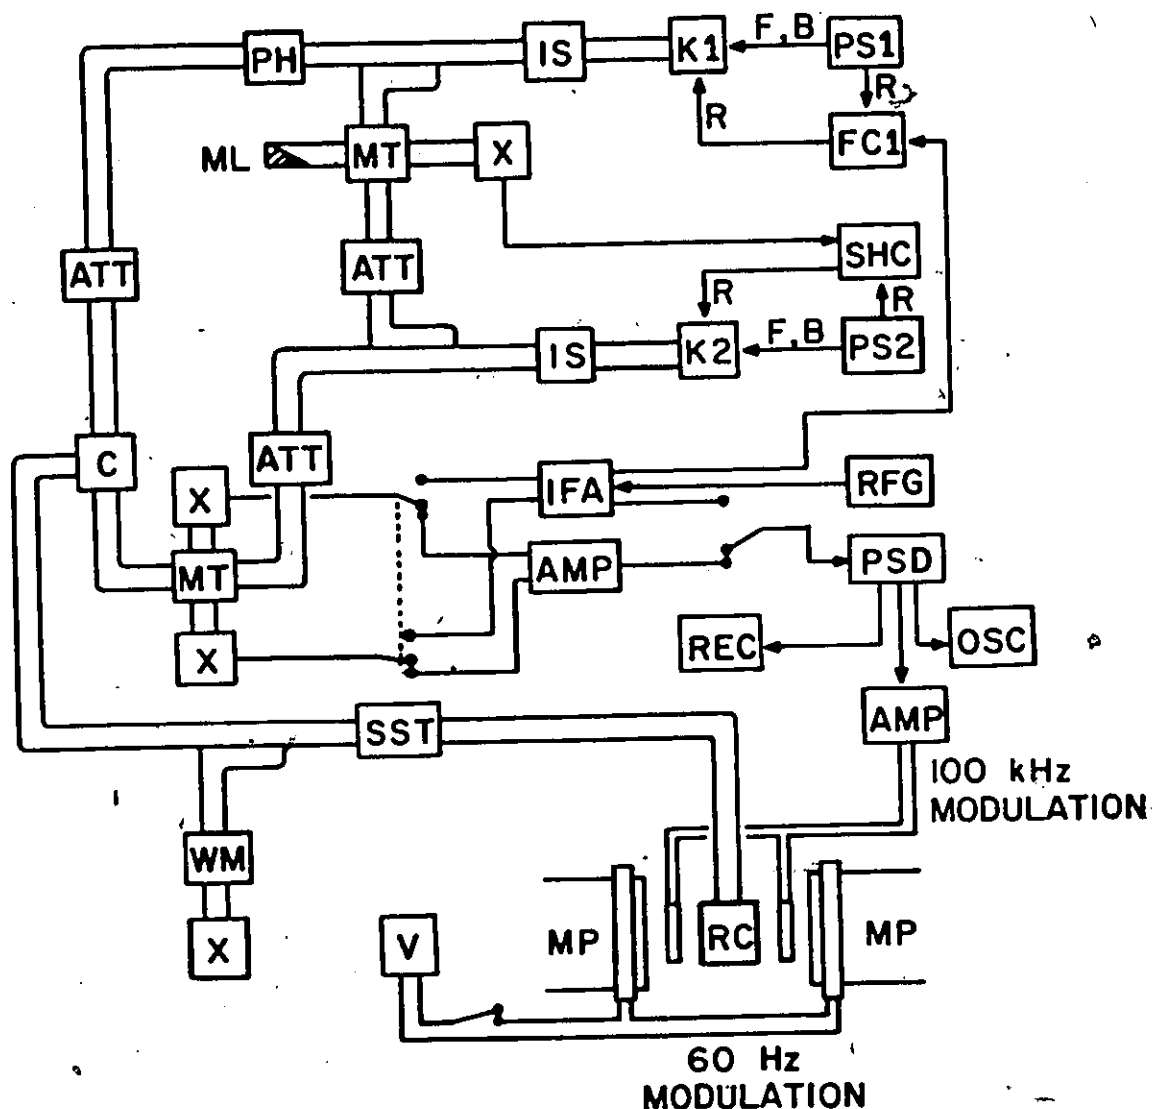 F,B
PH
IS
K1
PS1
R
R
ML
MT
X
FC1
ATT
ATT
SHC
R
R
F,B
IS
K2
PS2
C
ATT
X
IFA
RFG
MT
AMP
PSD
X
REC
OSC
SST
AMP
100 kHz
MODULATION
WM
X
V
MP
RC
MP
60 Hz
MODULATION